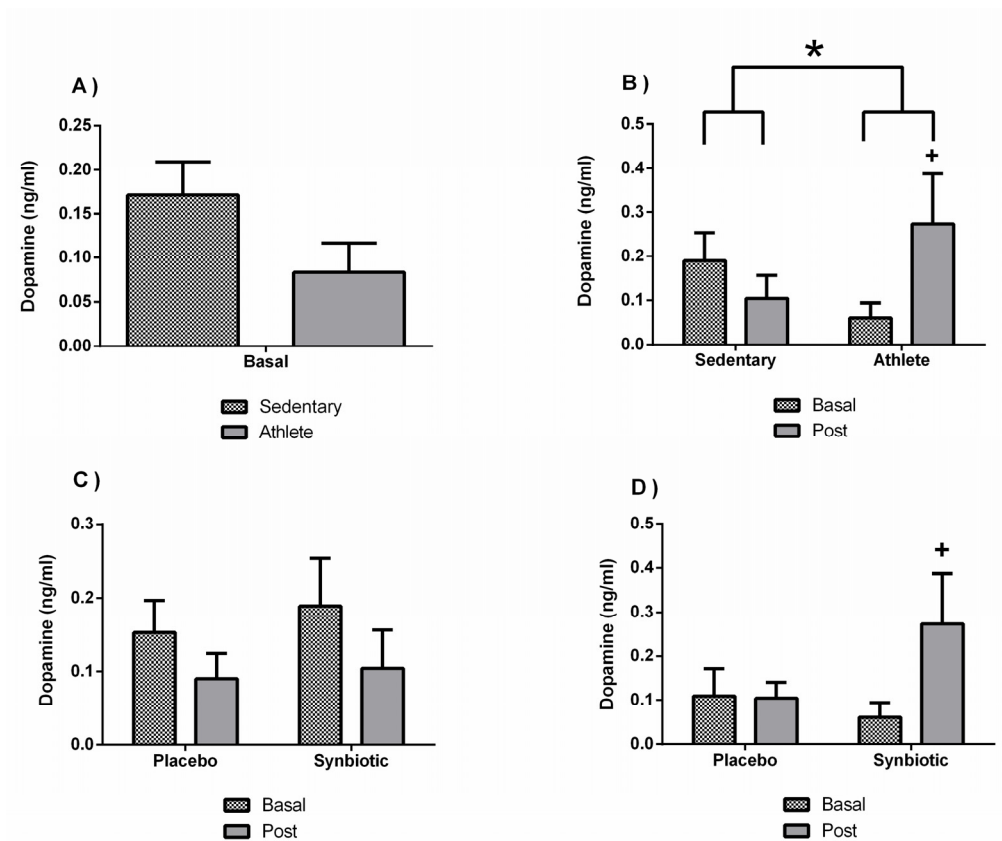 A)
Dopamine (ng/ml)
0.25
0.20
0.15
0.10
0.05
0.00
Basal
Sedentary
Athlete
B)
*
+
Dopamine (ng/ml)
0.5
0.4
0.3
0.2
0.1
0.0
Sedentary Athlete
Basal
Post
C)
Dopamine (ng/ml)
0.3
0.2
0.1
0.0
Placebo Synbiotic
Basal
Post
D)
+
Dopamine (ng/ml)
0.5
0.4
0.3
0.2
0.1
0.0
Placebo Synbiotic
Basal
Post